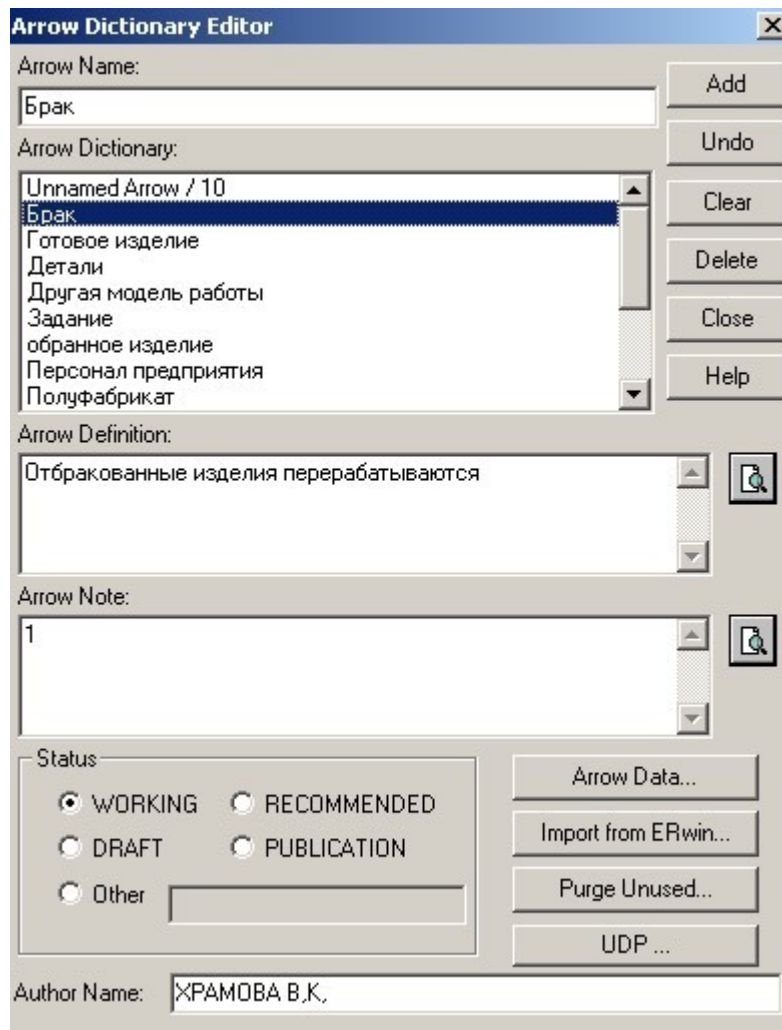 Arrow Dictionary Editor
Arrow Name:
Брак
Add
Undo
Arrow Dictionary:
Unnamed Arrow / 10
Брак
Готовое изделие
Детали
Другая модель работы
Задание
обранное изделие
Персонал предприятия
Полуфабрикат
Clear
Delete
Close
Help
Arrow Definition:
Отбракованные изделия перерабатываются
Arrow Note:
1
Status
WORKING RECOMMENDED
DRAFT PUBLICATION
Other
Arrow Data...
Import from ERwin...
Purge Unused...
UDP ...
Author Name: ХРАМОВА В,К,